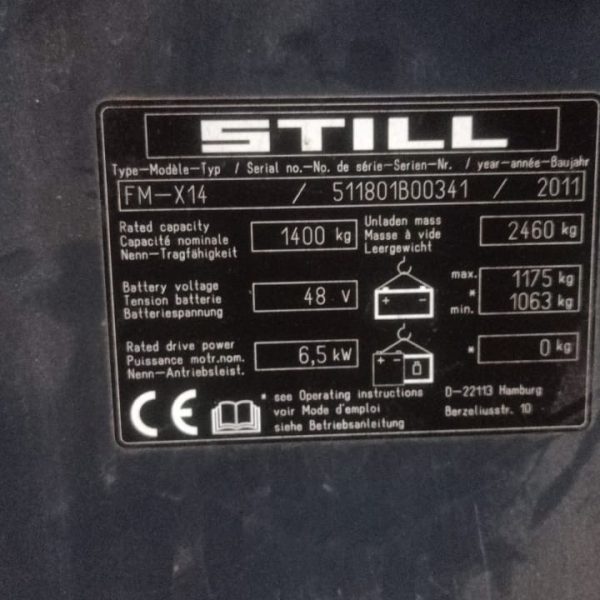 STILL
Type-Modèle-Typ / Serial no.-No. de série-Serien-Nr. / year-année-Baujahr
FM-X14 / 511801B00341 / 2011
Rated capacity
Capacité nominale
Nenn-Tragfähigkeit
1400 kg
Unladen mass
Masse à vide
Leergewicht
2460 kg
Battery voltage
Tension batterie
Batteriespannung
48 V
+ -
max. 1175 kg
*
min. 1063 kg
Rated drive power
Puissance motr.nom.
Nenn-Antriebsleist.
6,5 kW
+ -
* 0 kg
CE
* see Operating instructions
voir Mode d'emploi
siehe Betriebsanleitung
D-22113 Hamburg
Berzeliusstr. 10